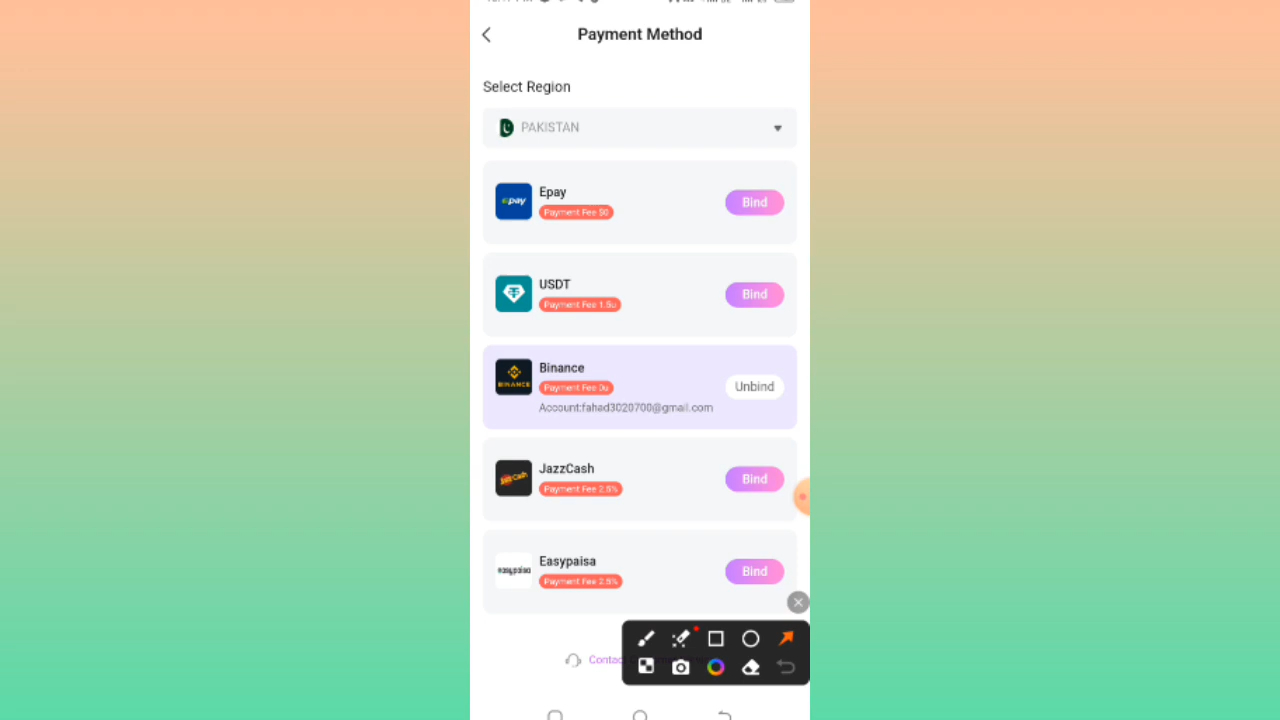 Payment Method
Select Region
PAKISTAN
Epay
epay
Payment Fee $0
Bind
USDT
Payment Fee 1.5u
Bind
Binance
BINANCE
Payment Fee 0u
Unbind
Account:fahad3020700@gmail.com
JazzCash
Payment Fee 2.5%
Bind
Easypaisa
easypaisa
Payment Fee 2.5%
Bind